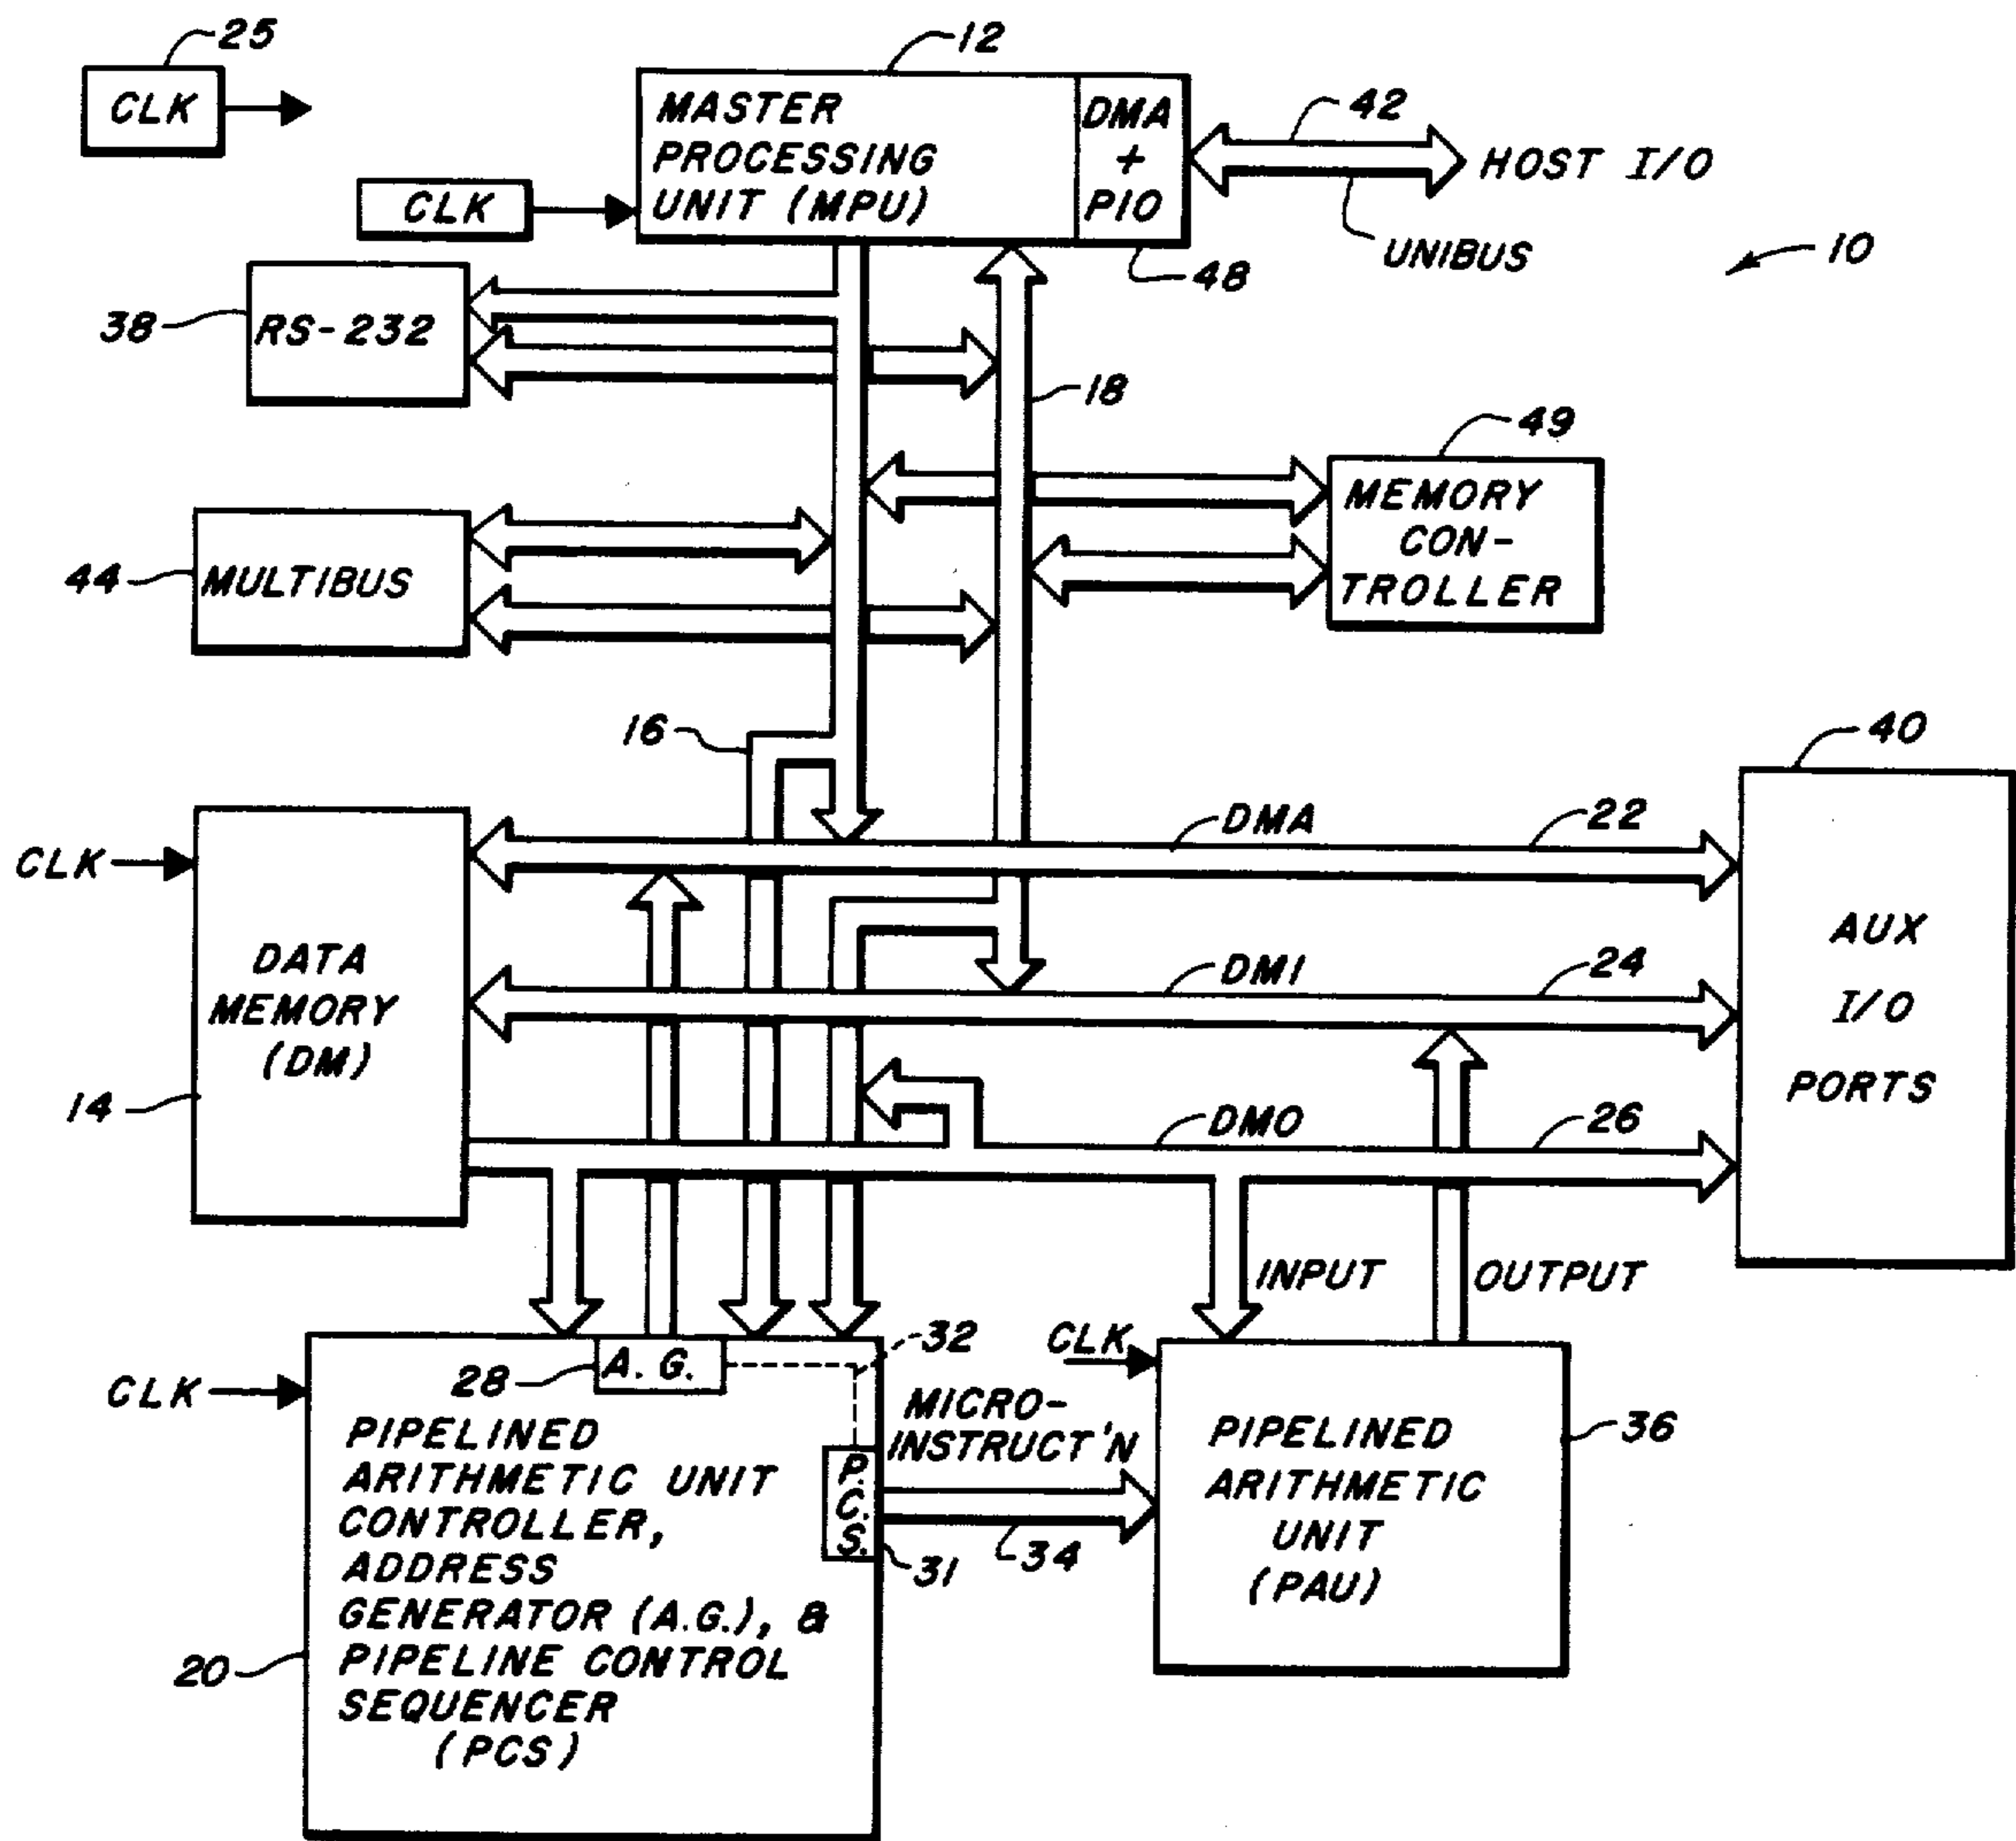 25
CLK
12
MASTER
PROCESSING
UNIT (MPU)
DMA
+
PIO
42
HOST I/O
UNIBUS
10
CLK
48
38
RS-232
18
49
MEMORY
CON-
TROLLER
44
MULTIBUS
16
40
DMA
22
CLK
DATA
MEMORY
(DM)
14
DMI
24
AUX
I/O
PORTS
DMO
26
INPUT
OUTPUT
32
CLK
28
A.G.
CLK
MICRO-
INSTRUCT'N
PIPELINED
ARITHMETIC UNIT
CONTROLLER,
ADDRESS
GENERATOR (A.G.), &
PIPELINE CONTROL
SEQUENCER
(PCS)
20
P.
C.
S.
31
34
PIPELINED
ARITHMETIC
UNIT
(PAU)
36